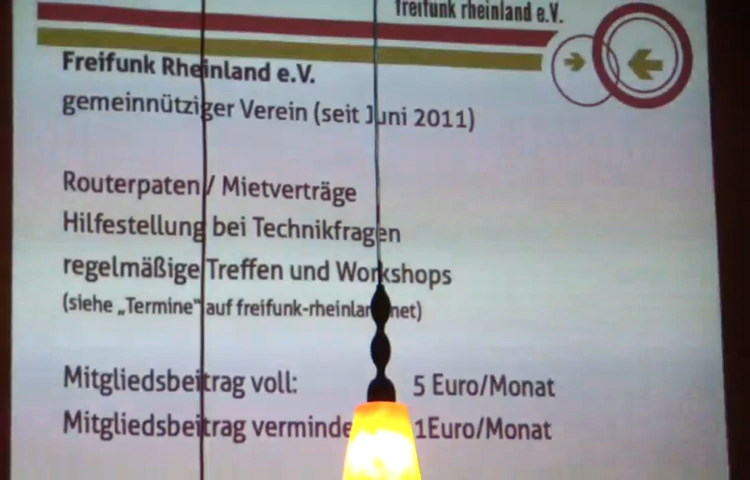 freifunk rheinland e.V.
Freifunk Rheinland e.V.
gemeinnütziger Verein (seit Juni 2011)
Routerpaten / Mietverträge
Hilfestellung bei Technikfragen
regelmäßige Treffen und Workshops
(siehe „Termine“ auf freifunk-rheinland.net)
Mitgliedsbeitrag voll: 5 Euro/Monat
Mitgliedsbeitrag 1Euro/Monat